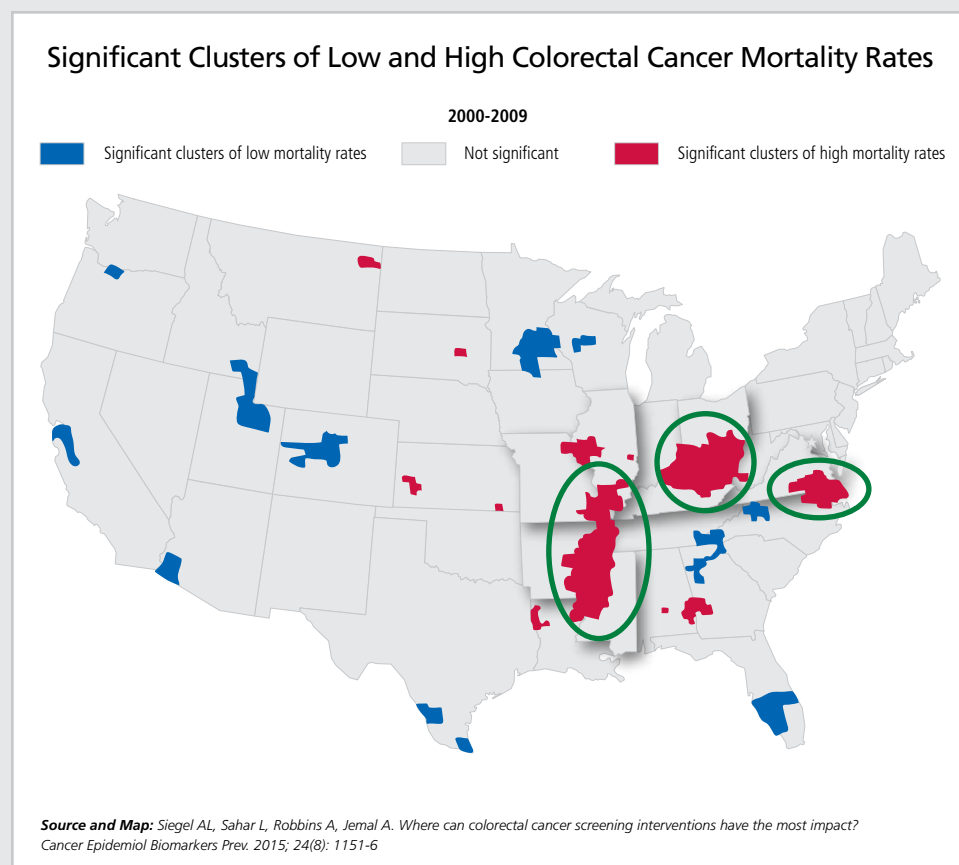 Significant Clusters of Low and High Colorectal Cancer Mortality Rates
2000-2009
Significant clusters of low mortality rates
Not significant
Significant clusters of high mortality rates
Source and Map: Siegel AL, Sahar L, Robbins A, Jemal A. Where can colorectal cancer screening interventions have the most impact?
Cancer Epidemiol Biomarkers Prev. 2015; 24(8): 1151-6